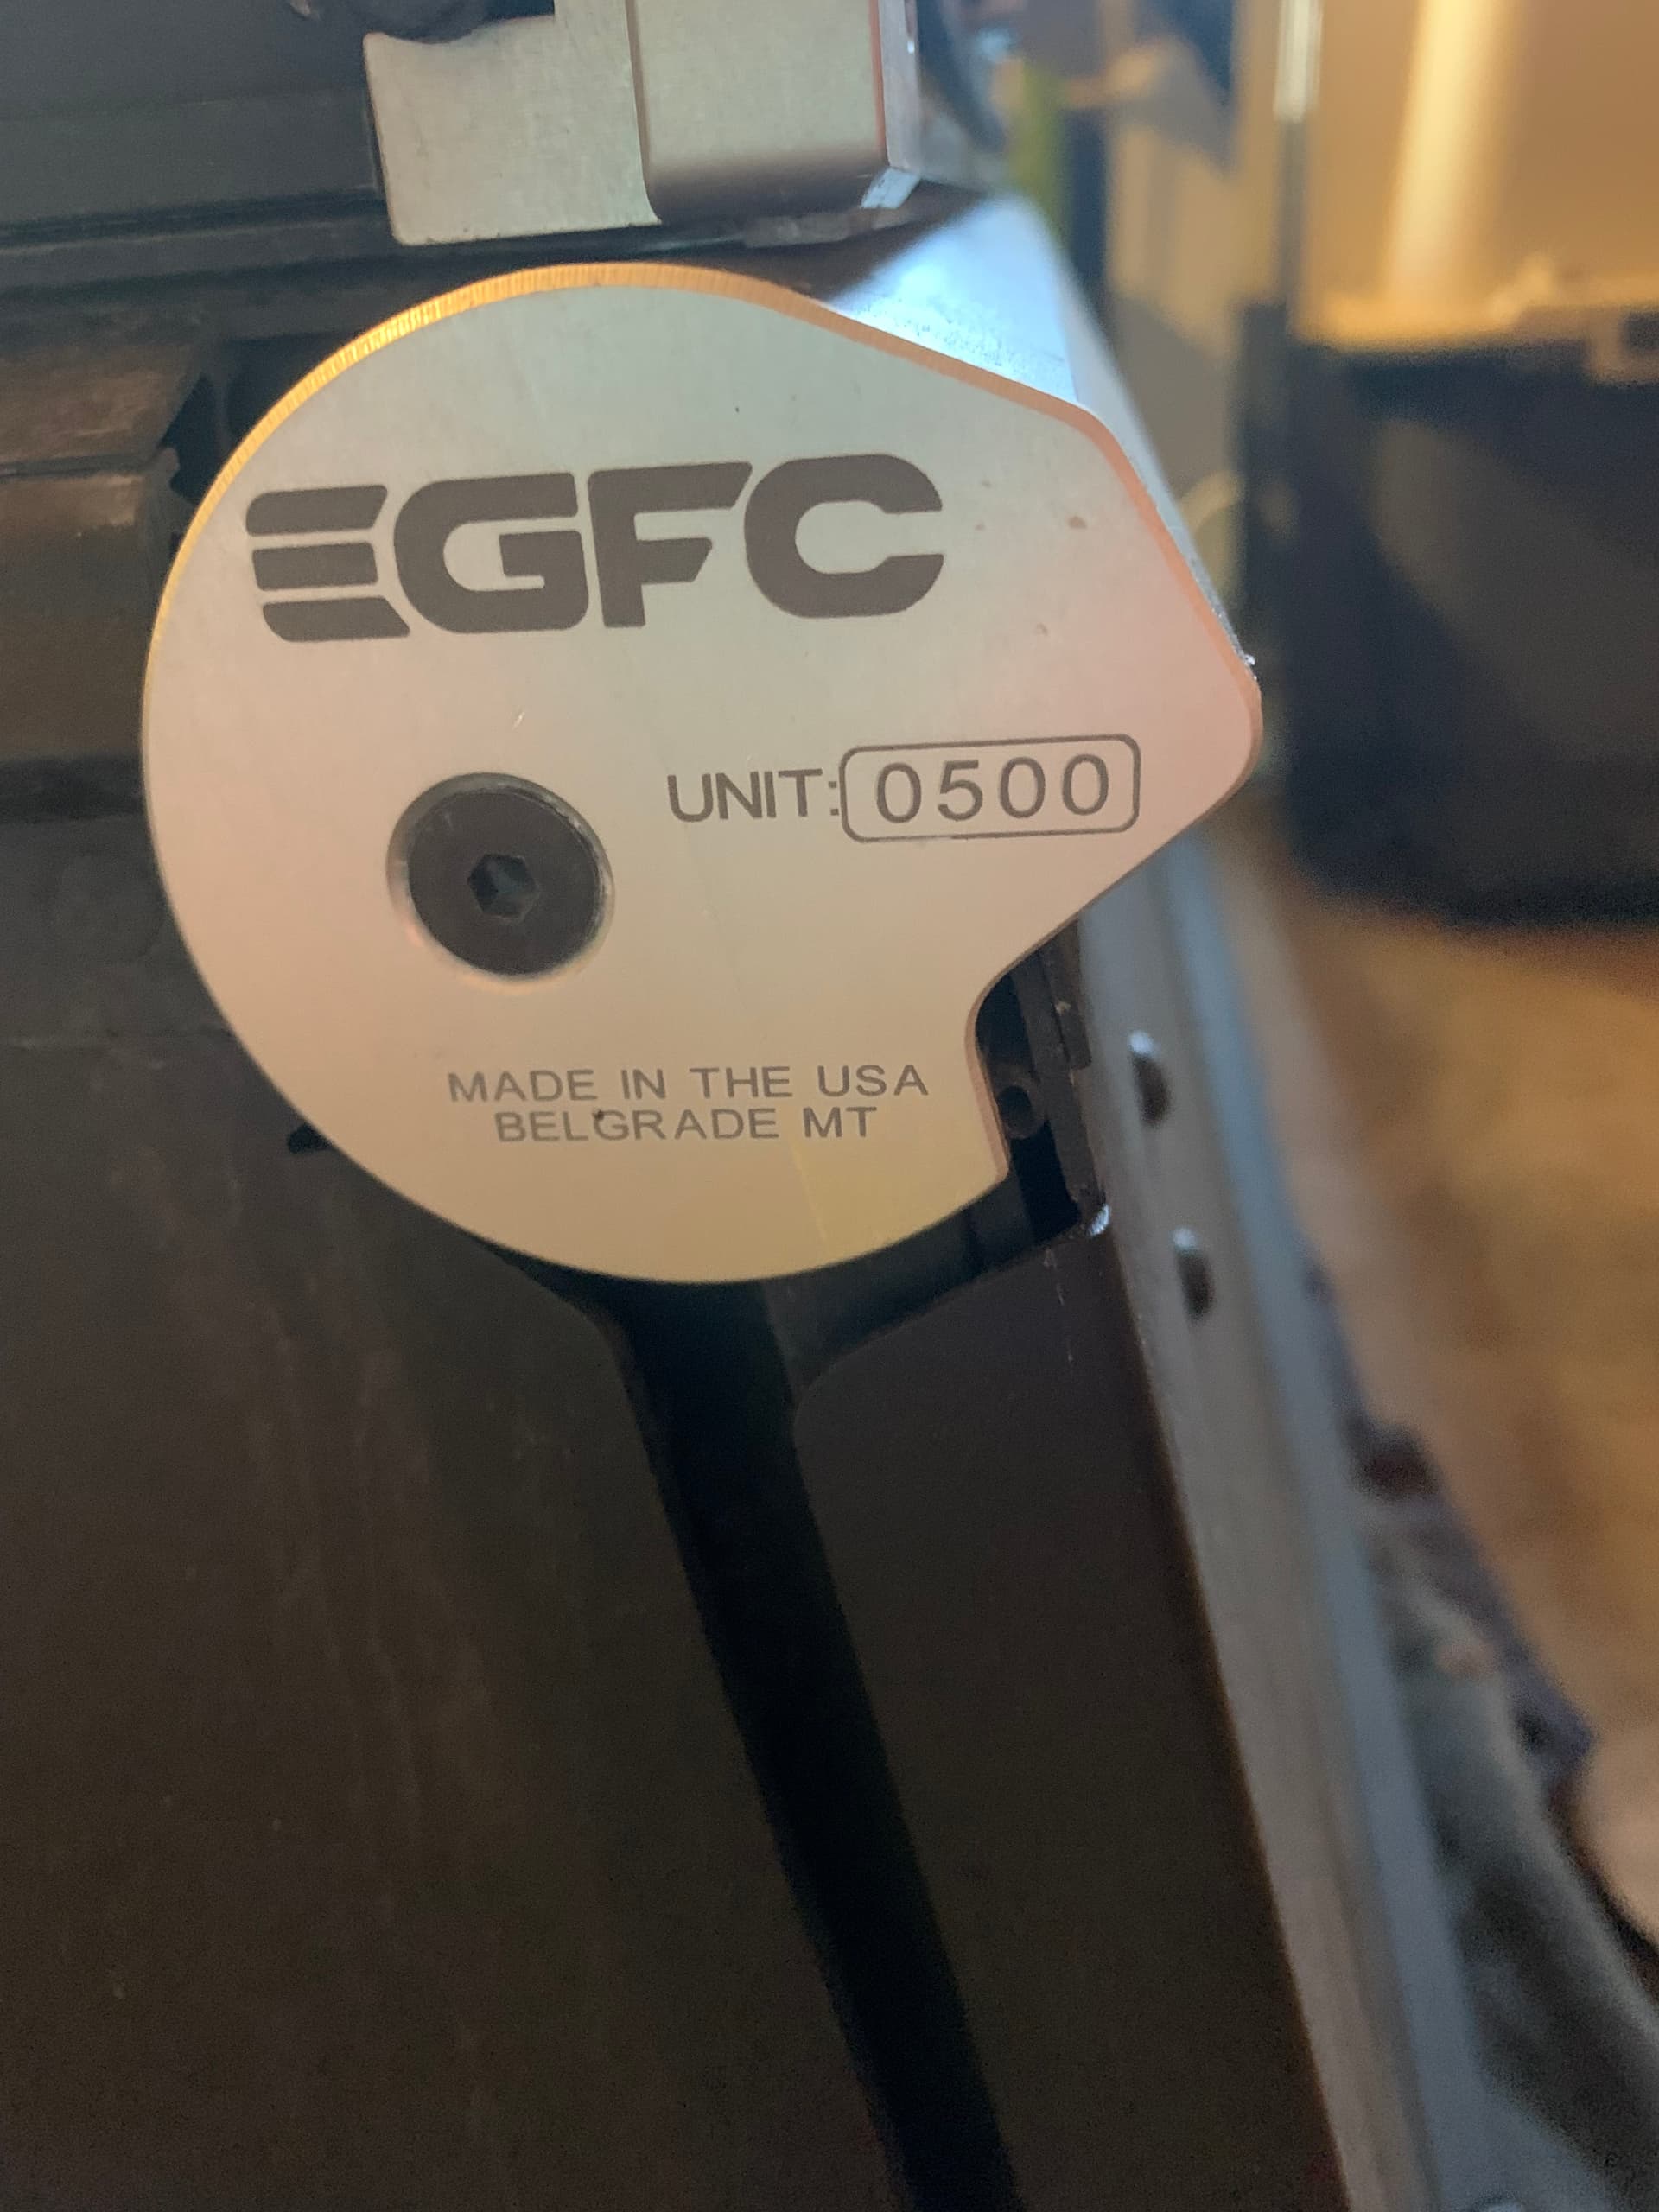 GFC
UNIT: 0500
MADE IN THE USA
BELGRADE MT